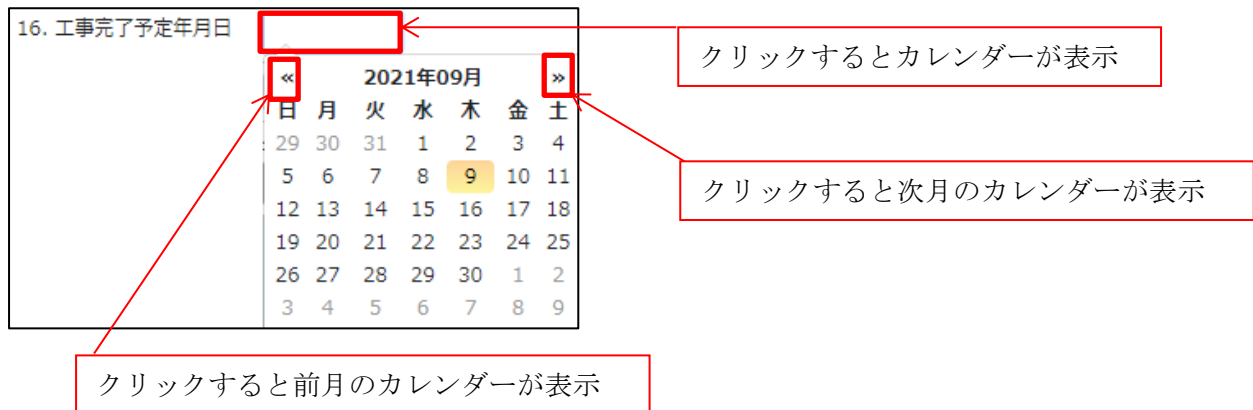 16. 工事完了予定年月日
クリックするとカレンダーが表示
« 2021年09月 »
日 月 火 水 木 金 土
29 30 31 1 2 3 4
5 6 7 8 9 10 11
12 13 14 15 16 17 18
19 20 21 22 23 24 25
26 27 28 29 30 1 2
3 4 5 6 7 8 9
クリックすると次月のカレンダーが表示
クリックすると前月のカレンダーが表示